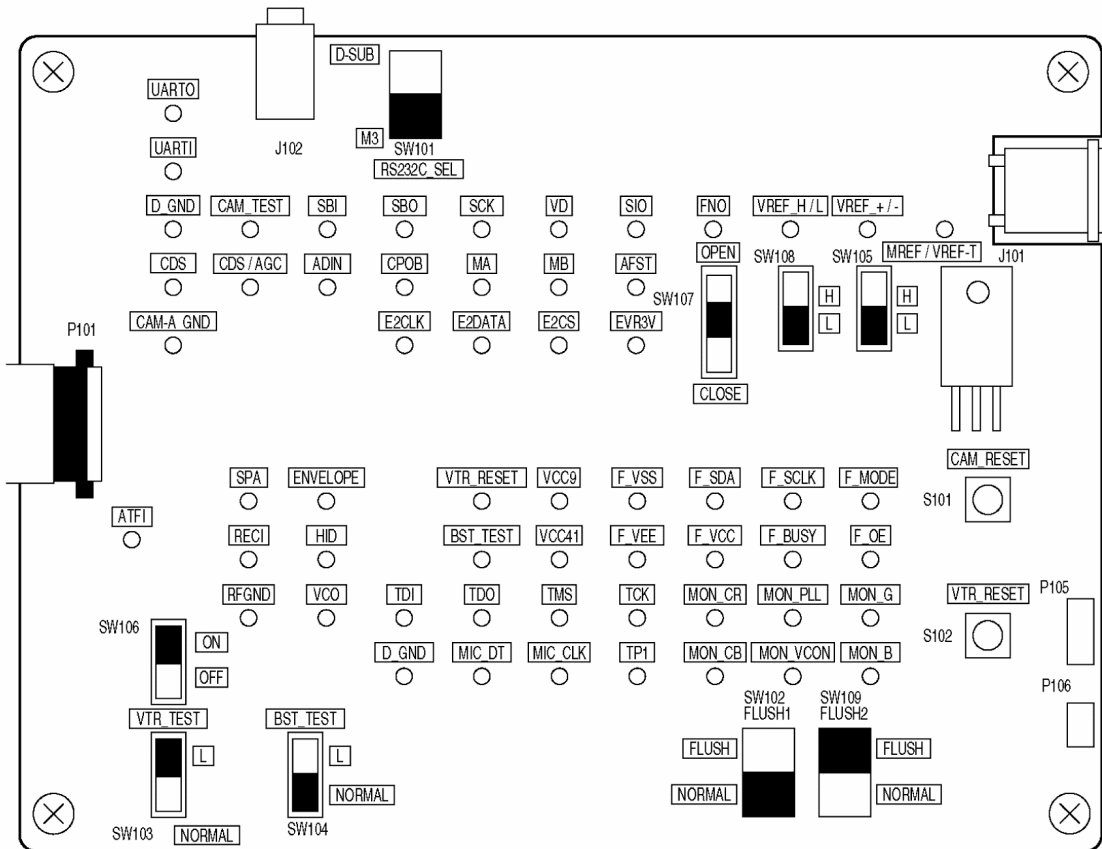 D-SUB
UARTO
M3
J102
SW101
UARTI
RS232C_SEL
D_GND CAM_TEST SBI SBO SCK VD SIO FNO VREF_H/L VREF_+/-
OPEN SW108 SW105 MREF/VREF-T
J101
CDS CDS/AGC ADIN CPOB MA MB AFST
SW107
H H
L L
P101
CAM-A GND E2CLK E2DATA E2CS EVR3V
CLOSE
CAM_RESET
SPA ENVELOPE VTR_RESET VCC9 F_VSS F_SDA F_SCLK F_MODE
S101
ATFI
RECI HID BST_TEST VCC41 F_VEE F_VCC F_BUSY F_OE
RFGND VCO TDI TDO TMS TCK MON_CR MON_PLL MON_G VTR_RESET P105
SW106
ON
S102
D_GND MIC_DT MIC_CLK TP1 MON_CB MON_VCON MON_B
OFF
P106
SW102 SW109
FLUSH1 FLUSH2
VTR_TEST BST_TEST
L L
FLUSH FLUSH
NORMAL NORMAL NORMAL
SW103 NORMAL SW104